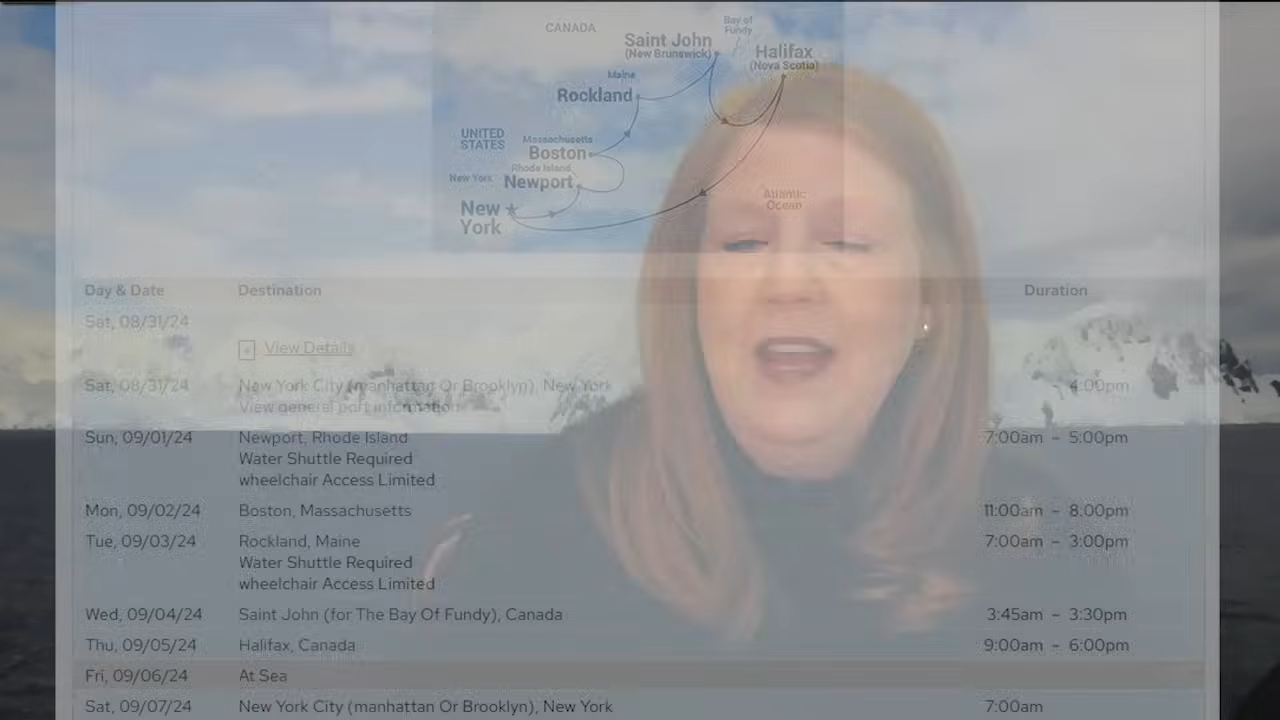 CANADA
Bay of
Fundy
Saint John
(New Brunswick)
Halifax
(Nova Scotia)
Maine
Rockland
UNITED
STATES
Massachusetts
Boston
Rhode Island
New York
Newport
New
York
Atlantic
Ocean
Day & Date Destination Duration
Sat, 08/31/24
View Details
Sat, 08/31/24 New York City (manhattan Or Brooklyn), New York 4:00pm
View general port information
Sun, 09/01/24 Newport, Rhode Island 7:00am - 5:00pm
Water Shuttle Required
wheelchair Access Limited
Mon, 09/02/24 Boston, Massachusetts 11:00am - 8:00pm
Tue, 09/03/24 Rockland, Maine 7:00am - 3:00pm
Water Shuttle Required
wheelchair Access Limited
Wed, 09/04/24 Saint John (for The Bay Of Fundy), Canada 3:45am - 3:30pm
Thu, 09/05/24 Halifax, Canada 9:00am - 6:00pm
Fri, 09/06/24 At Sea
Sat, 09/07/24 New York City (manhattan Or Brooklyn), New York 7:00am